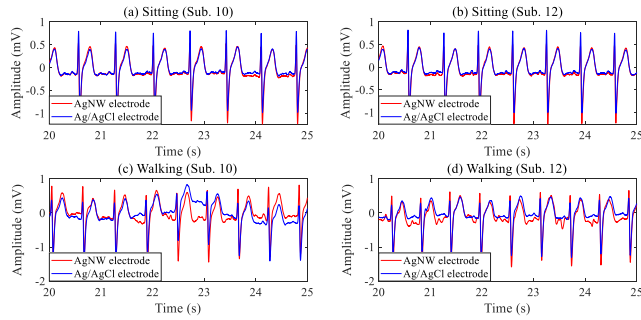 (a) Sitting (Sub. 10)
Amplitude (mV)
1
0.5
0
-0.5
-1
AgNW electrode
Ag/AgCl electrode
20 21 22 23 24 25
Time (s)
(b) Sitting (Sub. 12)
Amplitude (mV)
1
0.5
0
-0.5
-1
AgNW electrode
Ag/AgCl electrode
20 21 22 23 24 25
Time (s)
(c) Walking (Sub. 10)
Amplitude (mV)
1
0
-1
-2
AgNW electrode
Ag/AgCl electrode
20 21 22 23 24 25
Time (s)
(d) Walking (Sub. 12)
Amplitude (mV)
1
0
-1
-2
AgNW electrode
Ag/AgCl electrode
20 21 22 23 24 25
Time (s)